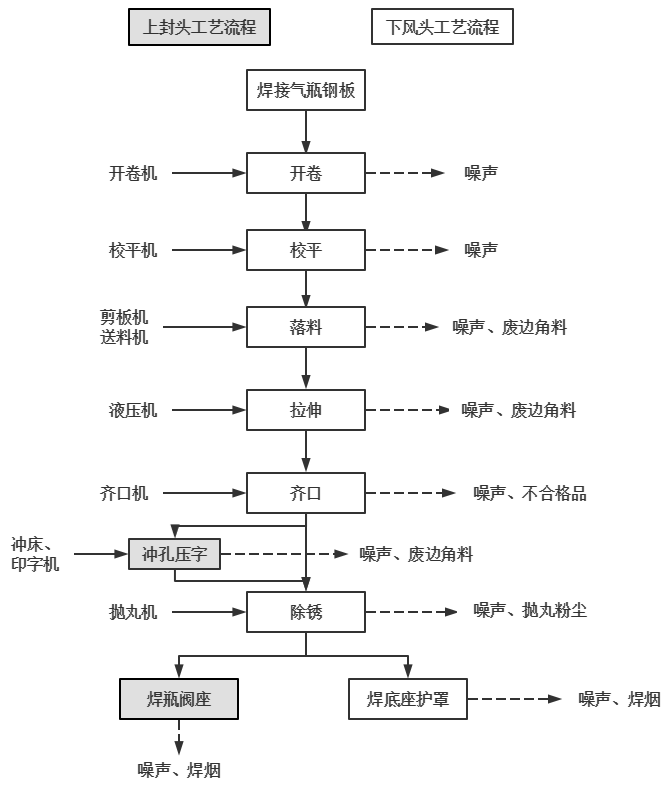 上封头工艺流程
下风头工艺流程
焊接气瓶钢板
开卷机
开卷
噪声
校平机
校平
噪声
剪板机
送料机
落料
噪声、废边角料
液压机
拉伸
噪声、废边角料
齐口机
齐口
噪声、不合格品
冲床、
印字机
冲孔压字
噪声、废边角料
抛丸机
除锈
噪声、抛丸粉尘
焊瓶阀座
焊底座护罩
噪声、焊烟
噪声、焊烟